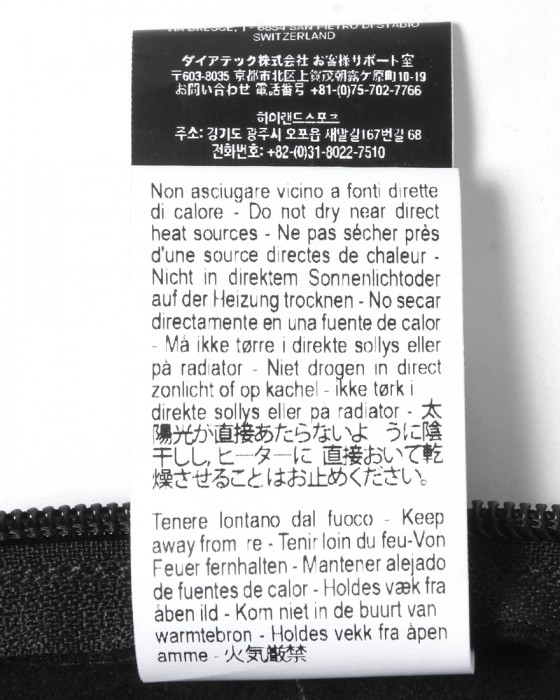 VIA BRESCE, 1 - 6854 SAN PIETRO DI STABIO
SWITZERLAND
ダイアテック株式会社 お客様サポート室
〒603-8035 京都市北区上賀茂朝露ケ原町10-19
お問い合わせ 電話番号 +81-(0)75-702-7766
하이랜드스포츠
주소: 경기도 광주시 오포읍 새말길167번길 68
전화번호: +82-(0)31-8022-7510
Non asciugare vicino a fonti dirette
di calore - Do not dry near direct
heat sources - Ne pas sécher près
d'une source directes de chaleur -
Nicht in direktem Sonnenlichtoder
auf der Heizung trocknen - No secar
directamente en una fuente de calor
- Må ikke tørre i direkte sollys eller
på radiator - Niet drogen in direct
zonlicht of op kachel - ikke tørk i
direkte sollys eller pa radiator - 太
陽光が直接あたらないよ うに陰
干しし, ヒーターに 直接おいて乾
燥させることはお止めください。
Tenere lontano dal fuoco - Keep
away from re - Tenir loin du feu-Von
Feuer fernhalten - Mantener alejado
de fuentes de calor - Holdes væk fra
åben ild - Kom niet in de buurt van
warmtebron - Holdes vekk fra åpen
amme - 火気厳禁